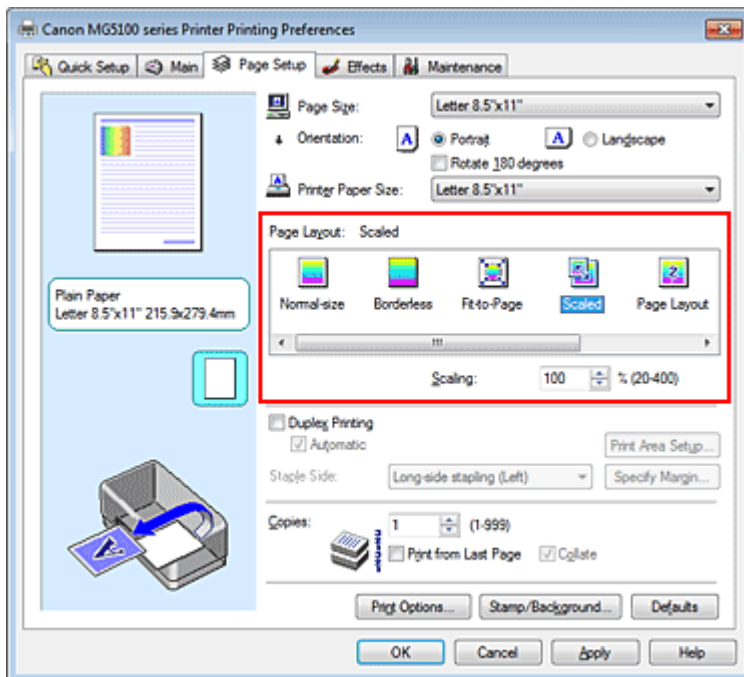 Canon MG5100 series Printer Printing Preferences
Quick Setup Main Page Setup Effects Maintenance
Page Size: Letter 8.5"x11"
Orientation: A Portrait A Landscape
Rotate 180 degrees
Printer Paper Size: Letter 8.5"x11"
Page Layout: Scaled
Normal-size Borderless Fit-to-Page Scaled Page Layout
Plain Paper
Letter 8.5"x11" 215.9x279.4mm
Scaling: 100 % (20-400)
Duplex Printing
Automatic Print Area Setup...
Staple Side: Long-side stapling (Left) Specify Margin...
Copies: 1 (1-999)
Print from Last Page Collate
Print Options... Stamp/Background... Defaults
OK Cancel Apply Help